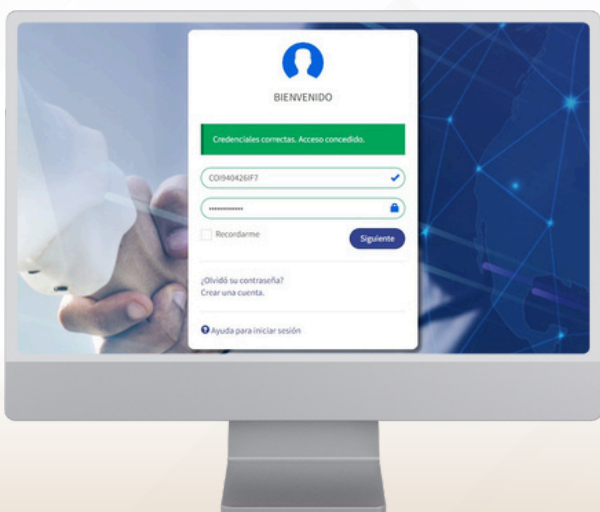 BIENVENIDO
Credenciales correctas. Acceso concedido.
COI940426IF7
••••••••••••
Recordarme
Siguiente
¿Olvidó su contraseña?
Crear una cuenta.
Ayuda para iniciar sesión